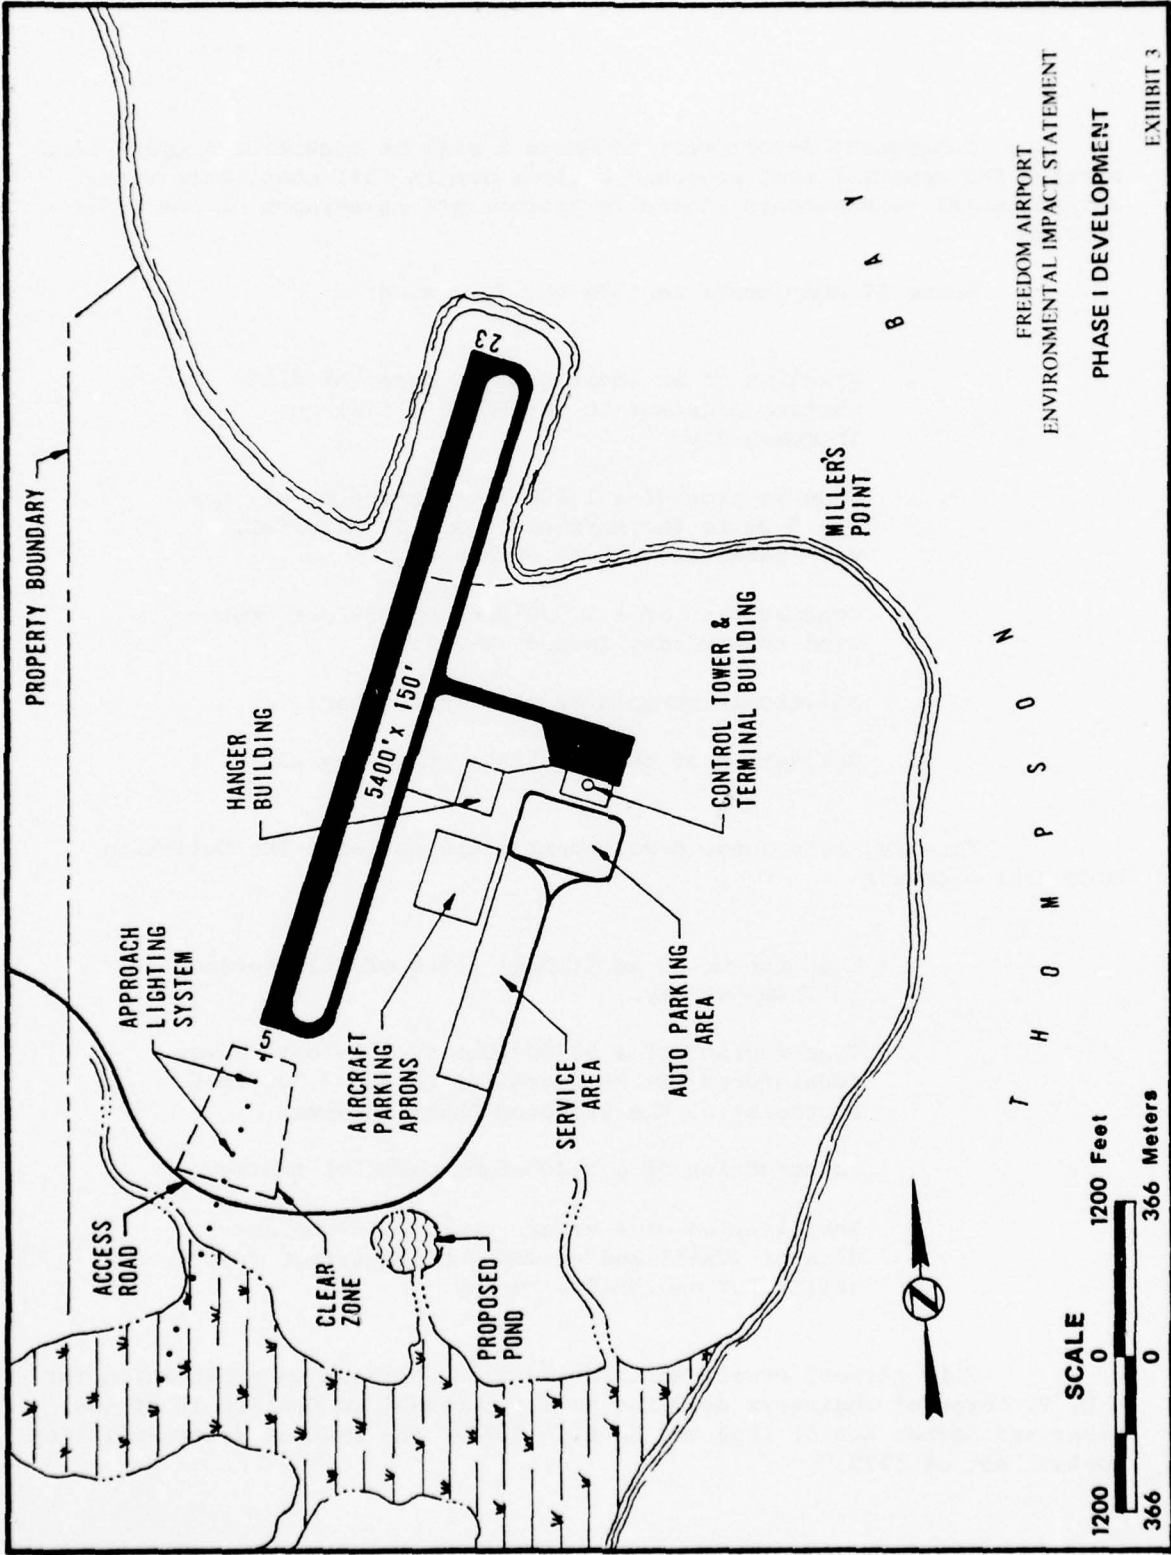 PROPERTY BOUNDARY
APPROACH
LIGHTING
SYSTEM
HANGER
BUILDING
ACCESS
ROAD
5
5400' x 150'
23
CLEAR
ZONE
AIRCRAFT
PARKING
APRONS
PROPOSED
POND
SERVICE
AREA
AUTO PARKING
AREA
CONTROL TOWER &
TERMINAL BUILDING
MILLER'S
POINT
THOMPSON BAY
N
SCALE
1200 0 1200 Feet
366 0 366 Meters
FREEDOM AIRPORT
ENVIRONMENTAL IMPACT STATEMENT
PHASE I DEVELOPMENT
EXHIBIT 3